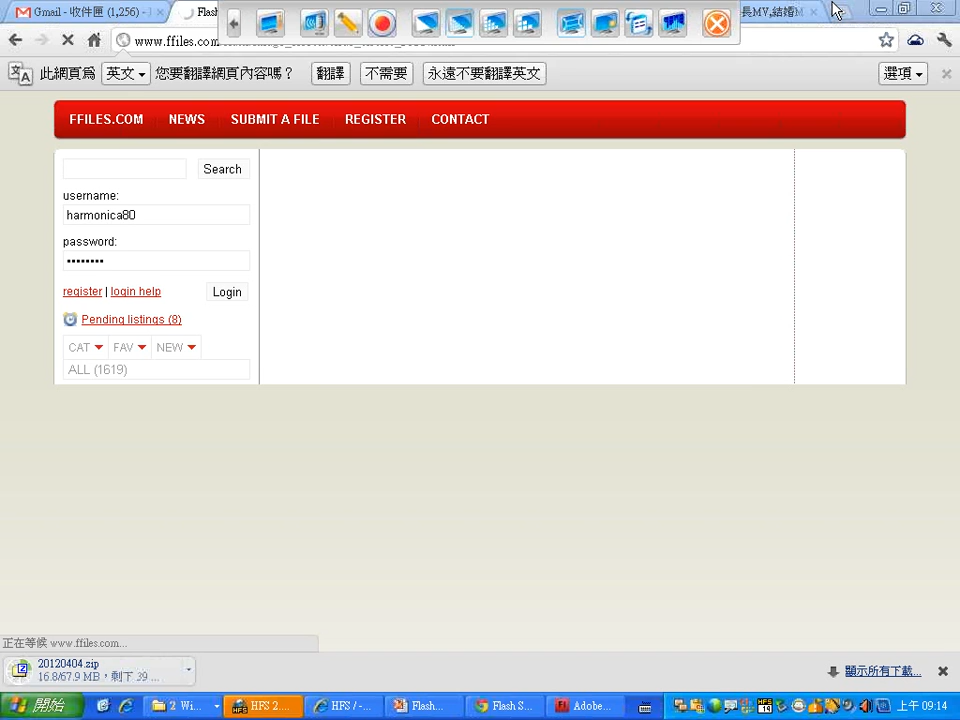 Gmail - 收件匣 (1,256) -
Flash
長MV,結婚M
www.ffiles.com
此網頁為 英文 您要翻譯網頁內容嗎？ 翻譯 不需要 永遠不要翻譯英文 選項
FFILES.COM NEWS SUBMIT A FILE REGISTER CONTACT
Search
username:
harmonica80
password:
••••••••
register | login help Login
Pending listings (8)
CAT FAV NEW
ALL (1619)
正在等候 www.ffiles.com...
20120404.zip
16.8/67.9 MB，剩下 39 ...
顯示所有下載...
開始 2 Wi... HFS 2.... HFS / -... Flash... Flash S... Adobe... 上午 09:14